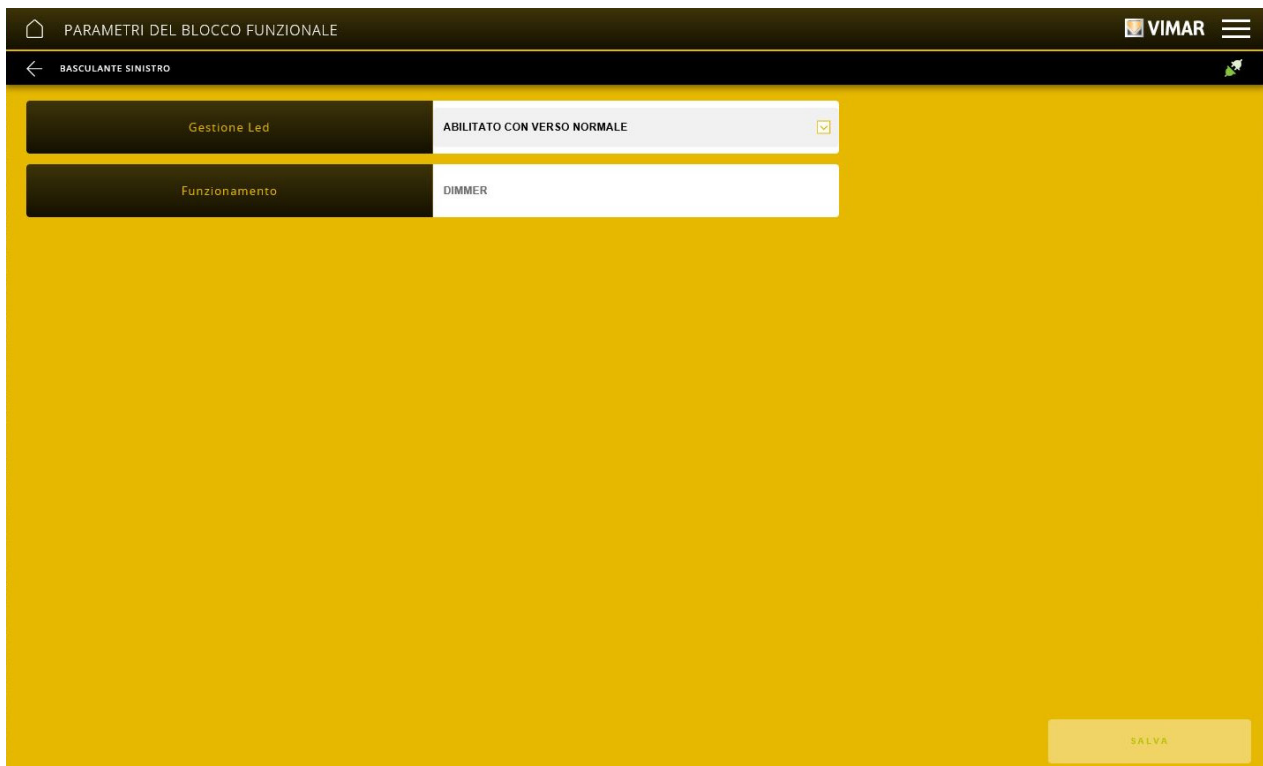 PARAMETRI DEL BLOCCO FUNZIONALE
VIMAR
BASCULANTE SINISTRO
Gestione Led
ABILITATO CON VERSO NORMALE
Funzionamento
DIMMER
SALVA